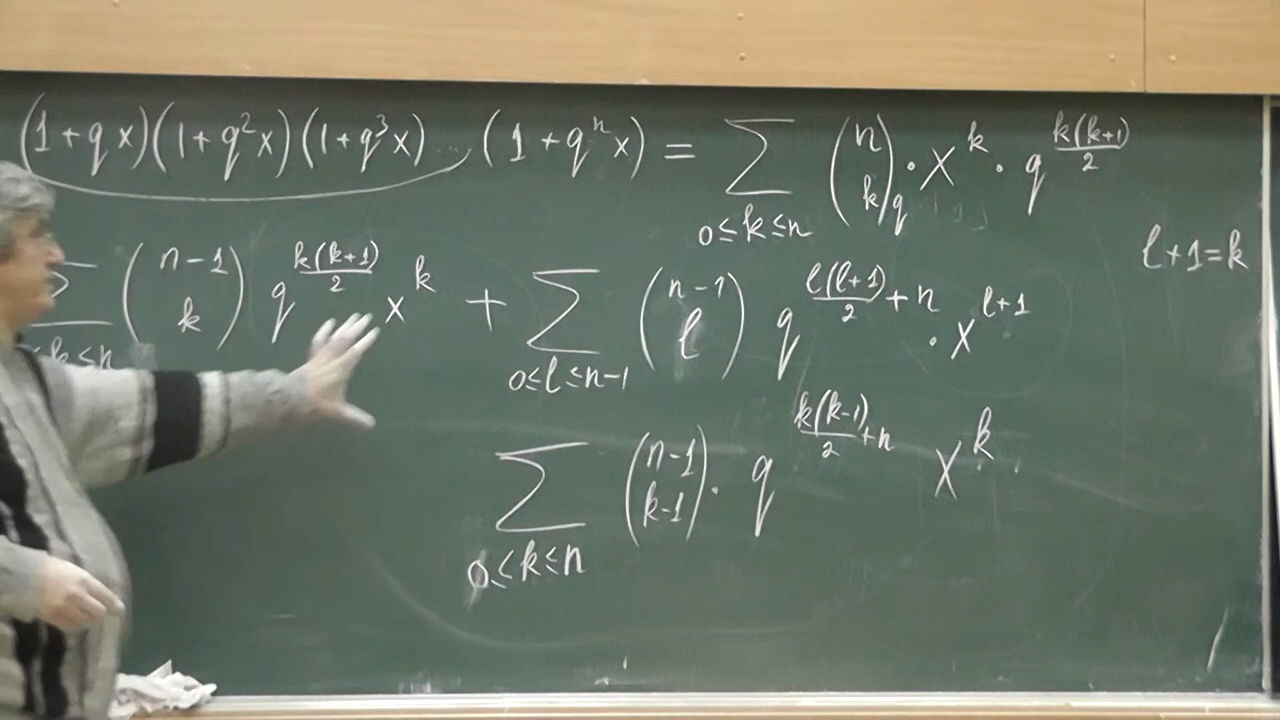 (1+qx)(1+q²x)(1+q³x) ... (1+qⁿx) = ∑_{0≤k≤n} (n k)_q · x^k · q^{k(k+1)/2}
l+1=k
∑_{≤k≤n} (n-1 k) q^{k(k+1)/2} x^k + ∑_{0≤l≤n-1} (n-1 l) q^{l(l+1)/2 + n} · x^{l+1}
∑_{0≤k≤n} (n-1 k-1) · q^{k(k-1)/2 + n} x^k